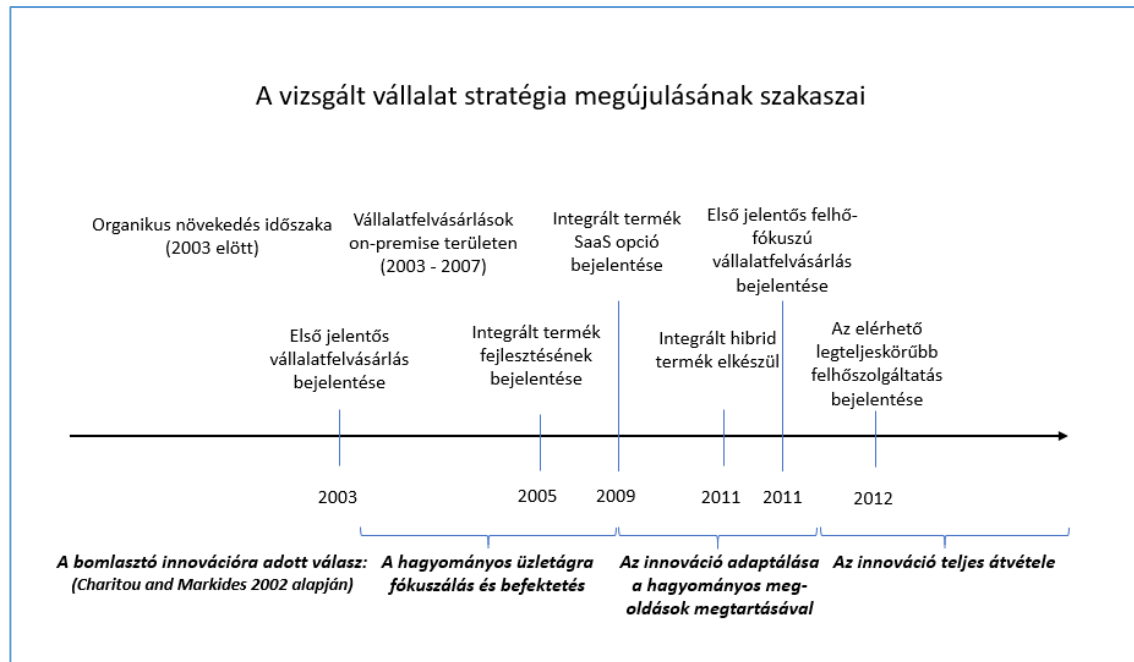 A vizsgált vállalat stratégia megújulásának szakaszai
Organikus növekedés időszaka
(2003 elött)
Vállalatfelvásárlások
on-premise területen
(2003 - 2007)
Integrált termék
SaaS opció
bejelentése
Első jelentős felhő-
fókuszú
vállalatfelvásárlás
bejelentése
Első jelentős
vállalatfelvásárlás
bejelentése
Integrált termék
fejlesztésének
bejelentése
Integrált hibrid
termék elkészül
Az elérhető
legteljeskörűbb
felhőszolgáltatás
bejelentése
2003
2005
2009
2011
2011
2012
A bomlasztó innovációra adott válasz:
(Charitou and Markides 2002 alapján)
A hagyományos üzletágra
fókuszálás és befektetés
Az innováció adaptálása
a hagyományos meg-
oldások megtartásával
Az innováció teljes átvétele